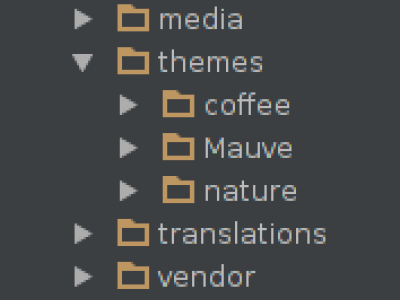 media
themes
coffee
Mauve
nature
translations
vendor